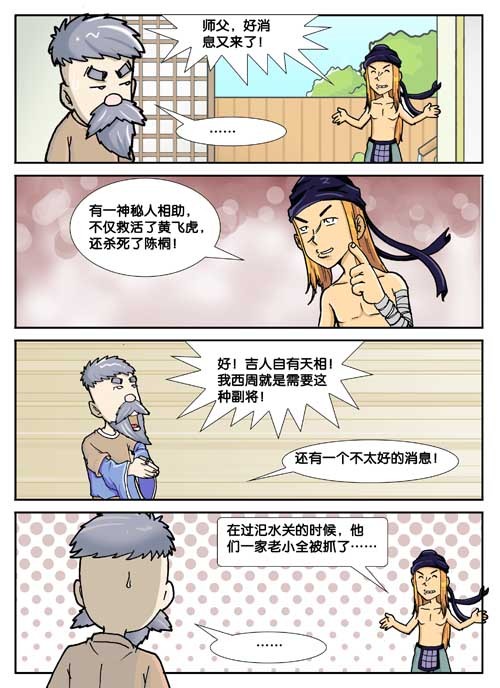 师父，好消
息又来了！
……
有一神秘人相助，
不仅救活了黄飞虎，
还杀死了陈桐！
好！吉人自有天相！
我西周就是需要这
种副将！
还有一个不太好的消息！
在过汜水关的时候，他
们一家老小全被抓了……
……